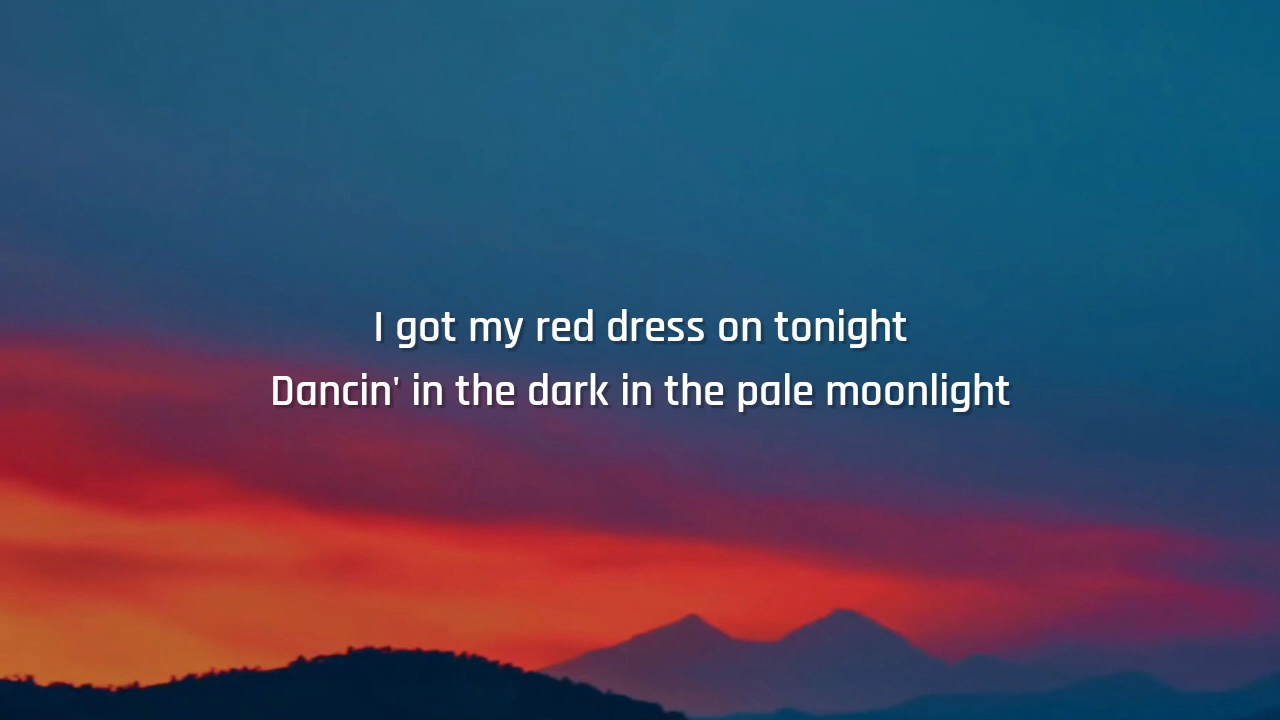 I got my red dress on tonight
Dancin' in the dark in the pale moonlight